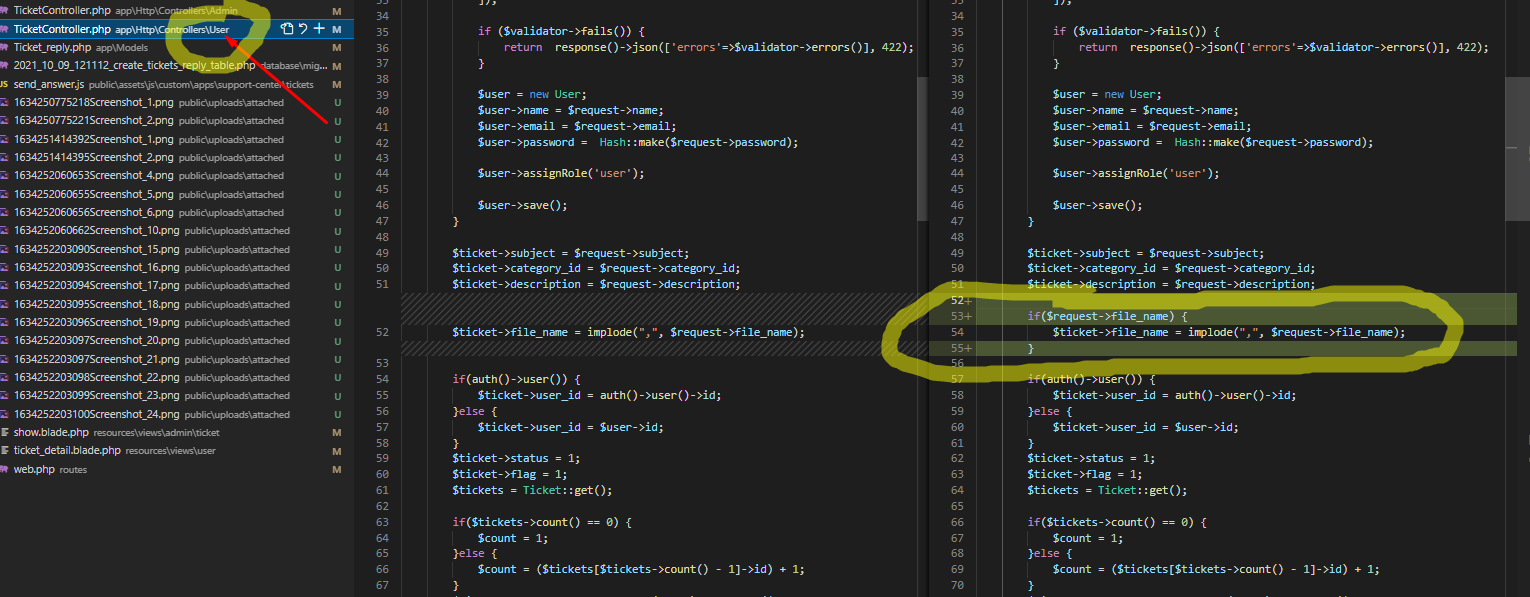 TicketController.php app\Http\Controllers\Admin M
TicketController.php app\Http\Controllers\User M
Ticket_reply.php app\Models M
2021_10_09_121112_create_tickets_reply_table.php database\mig... M
JS send_answer.js public\assets\js\custom\apps\support-center\tickets M
1634250775218Screenshot_1.png public\uploads\attached U
1634250775221Screenshot_2.png public\uploads\attached U
1634251414392Screenshot_1.png public\uploads\attached U
1634251414395Screenshot_2.png public\uploads\attached U
1634252060653Screenshot_4.png public\uploads\attached U
1634252060655Screenshot_5.png public\uploads\attached U
1634252060656Screenshot_6.png public\uploads\attached U
1634252060662Screenshot_10.png public\uploads\attached U
1634252203090Screenshot_15.png public\uploads\attached U
1634252203093Screenshot_16.png public\uploads\attached U
1634252203094Screenshot_17.png public\uploads\attached U
1634252203095Screenshot_18.png public\uploads\attached U
1634252203096Screenshot_19.png public\uploads\attached U
1634252203097Screenshot_20.png public\uploads\attached U
1634252203097Screenshot_21.png public\uploads\attached U
1634252203098Screenshot_22.png public\uploads\attached U
1634252203099Screenshot_23.png public\uploads\attached U
1634252203100Screenshot_24.png public\uploads\attached U
show.blade.php resources\views\admin\ticket M
ticket_detail.blade.php resources\views\user M
web.php routes M
33 ]);
34
35 if ($validator->fails()) {
36 return response()->json(['errors'=>$validator->errors()], 422);
37 }
38
39 $user = new User;
40 $user->name = $request->name;
41 $user->email = $request->email;
42 $user->password = Hash::make($request->password);
43
44 $user->assignRole('user');
45
46 $user->save();
47 }
48
49 $ticket->subject = $request->subject;
50 $ticket->category_id = $request->category_id;
51 $ticket->description = $request->description;
52 $ticket->file_name = implode(",", $request->file_name);
53
54 if(auth()->user()) {
55 $ticket->user_id = auth()->user()->id;
56 }else {
57 $ticket->user_id = $user->id;
58 }
59 $ticket->status = 1;
60 $ticket->flag = 1;
61 $tickets = Ticket::get();
62
63 if($tickets->count() == 0) {
64 $count = 1;
65 }else {
66 $count = ($tickets[$tickets->count() - 1]->id) + 1;
67 }
33 ]);
34
35 if ($validator->fails()) {
36 return response()->json(['errors'=>$validator->errors()], 422);
37 }
38
39 $user = new User;
40 $user->name = $request->name;
41 $user->email = $request->email;
42 $user->password = Hash::make($request->password);
43
44 $user->assignRole('user');
45
46 $user->save();
47 }
48
49 $ticket->subject = $request->subject;
50 $ticket->category_id = $request->category_id;
51 $ticket->description = $request->description;
52+
53+ if($request->file_name) {
54 $ticket->file_name = implode(",", $request->file_name);
55+ }
56
57 if(auth()->user()) {
58 $ticket->user_id = auth()->user()->id;
59 }else {
60 $ticket->user_id = $user->id;
61 }
62 $ticket->status = 1;
63 $ticket->flag = 1;
64 $tickets = Ticket::get();
65
66 if($tickets->count() == 0) {
67 $count = 1;
68 }else {
69 $count = ($tickets[$tickets->count() - 1]->id) + 1;
70 }